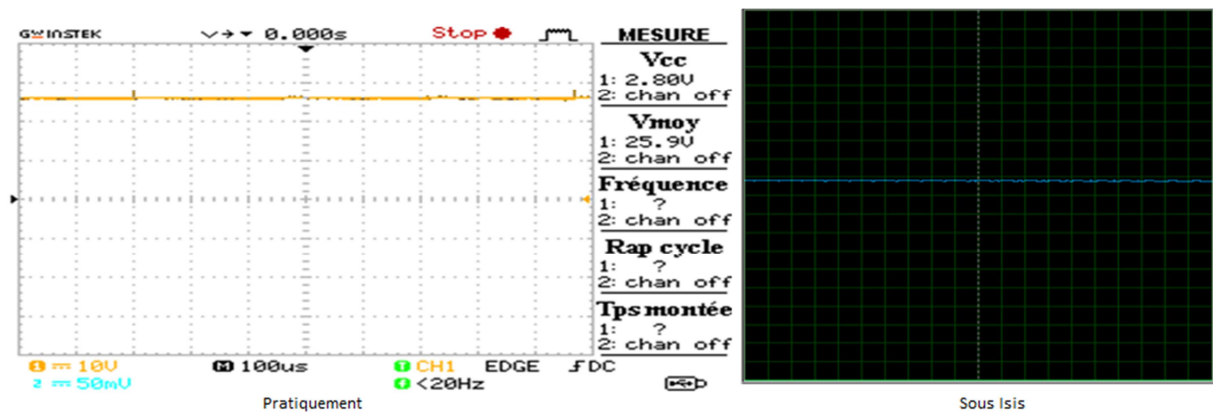 GWINSTEK 0.000s Stop
MESURE
Vcc
1: 2.80V
2: chan off
Vmoy
1: 25.9V
2: chan off
Fréquence
1: ?
2: chan off
Rap cycle
1: ?
2: chan off
Tps montée
1: ?
2: chan off
1 10V M 100us T CH1 EDGE DC
2 50mV F <20Hz
Pratiquement
Sous Isis